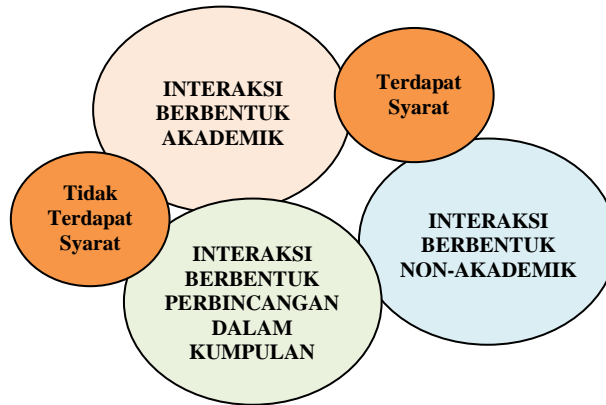 INTERAKSI
BERBENTUK
AKADEMIK
Terdapat
Syarat
Tidak
Terdapat
Syarat
INTERAKSI
BERBENTUK
NON-AKADEMIK
INTERAKSI
BERBENTUK
PERBINCANGAN
DALAM
KUMPULAN